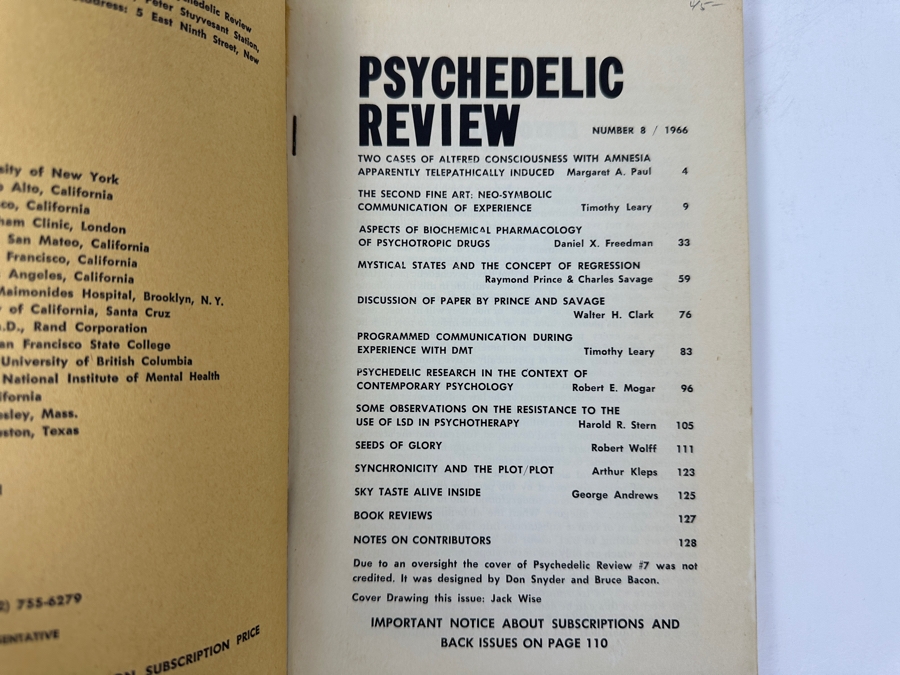 chedelic Review
Peter Stuyvesant Station,
address: 5 East Ninth Street, New
sity of New York
Alto, California
co, California
ham Clinic, London
San Mateo, California
Francisco, California
Angeles, California
Maimonides Hospital, Brooklyn, N.Y.
of California, Santa Cruz
.D., Rand Corporation
an Francisco State College
University of British Columbia
National Institute of Mental Health
ifornia
esley, Mass.
ston, Texas
2) 755-6279
SENTATIVE
ON SUBSCRIPTION PRICE
45—
PSYCHEDELIC
REVIEW
NUMBER 8 / 1966
TWO CASES OF ALTERED CONSCIOUSNESS WITH AMNESIA
APPARENTLY TELEPATHICALLY INDUCED Margaret A. Paul 4
THE SECOND FINE ART: NEO-SYMBOLIC
COMMUNICATION OF EXPERIENCE Timothy Leary 9
ASPECTS OF BIOCHEMICAL PHARMACOLOGY
OF PSYCHOTROPIC DRUGS Daniel X. Freedman 33
MYSTICAL STATES AND THE CONCEPT OF REGRESSION
Raymond Prince & Charles Savage 59
DISCUSSION OF PAPER BY PRINCE AND SAVAGE
Walter H. Clark 76
PROGRAMMED COMMUNICATION DURING
EXPERIENCE WITH DMT Timothy Leary 83
PSYCHEDELIC RESEARCH IN THE CONTEXT OF
CONTEMPORARY PSYCHOLOGY Robert E. Mogar 96
SOME OBSERVATIONS ON THE RESISTANCE TO THE
USE OF LSD IN PSYCHOTHERAPY Harold R. Stern 105
SEEDS OF GLORY Robert Wolff 111
SYNCHRONICITY AND THE PLOT/PLOT Arthur Kleps 123
SKY TASTE ALIVE INSIDE George Andrews 125
BOOK REVIEWS 127
NOTES ON CONTRIBUTORS 128
Due to an oversight the cover of Psychedelic Review #7 was not
credited. It was designed by Don Snyder and Bruce Bacon.
Cover Drawing this issue: Jack Wise
IMPORTANT NOTICE ABOUT SUBSCRIPTIONS AND
BACK ISSUES ON PAGE 110